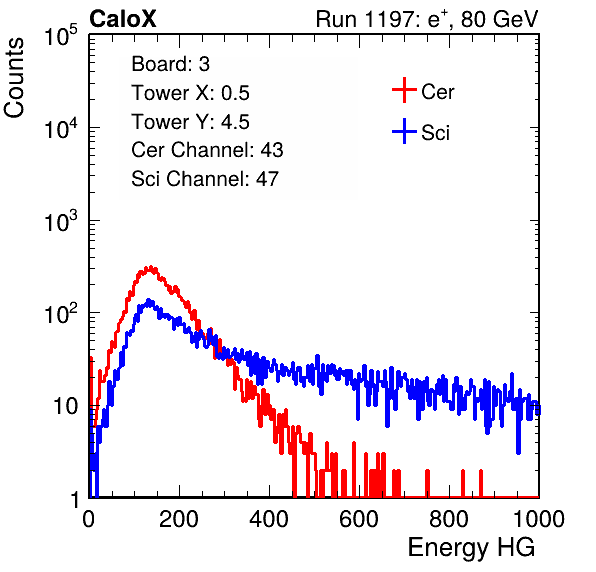 CaloX Run 1197: e⁺, 80 GeV
Counts
Board: 3
Tower X: 0.5
Tower Y: 4.5
Cer Channel: 43
Sci Channel: 47
Cer
Sci
10⁵
10⁴
10³
10²
10
1
0 200 400 600 800 1000
Energy HG